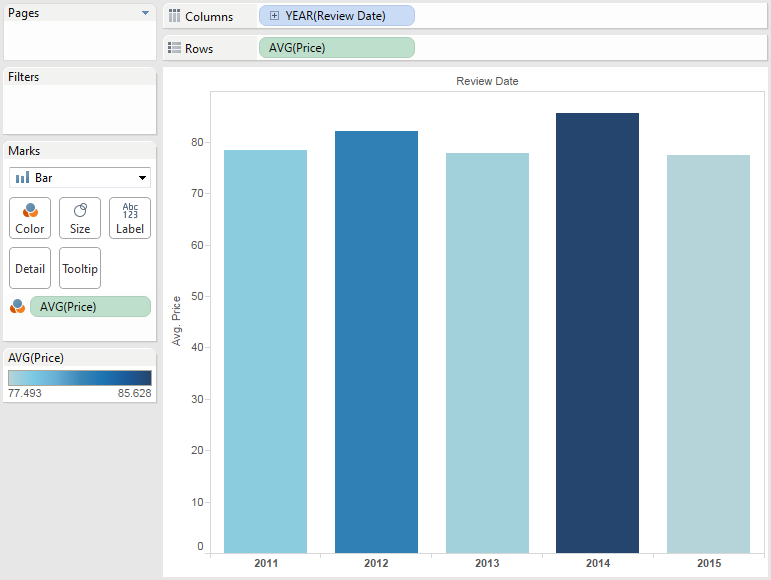 Pages
Columns
YEAR(Review Date)
Rows
AVG(Price)
Filters
Marks
Bar
Color
Size
Abc
123
Label
Detail
Tooltip
AVG(Price)
AVG(Price)
77.493
85.628
Review Date
Avg. Price
80
70
60
50
40
30
20
10
0
2011
2012
2013
2014
2015